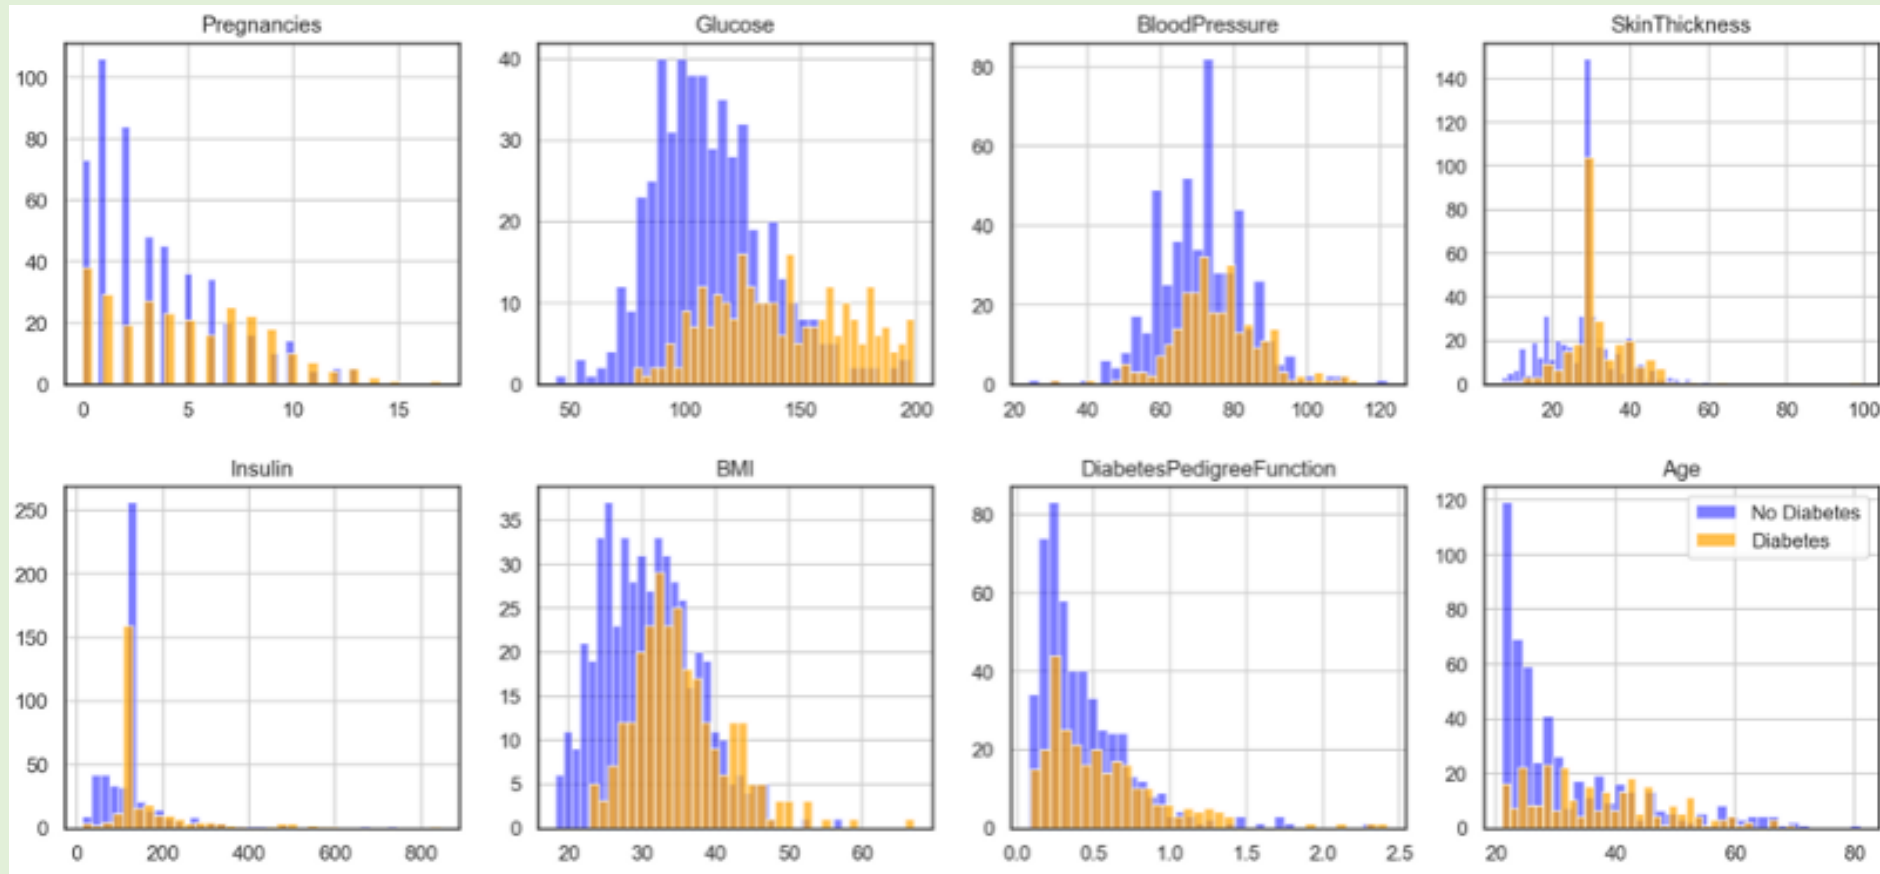 Pregnancies
100
80
60
40
20
0
0 5 10 15
Glucose
40
30
20
10
0
50 100 150 200
BloodPressure
80
60
40
20
0
20 40 60 80 100 120
SkinThickness
140
120
100
80
60
40
20
0
20 40 60 80 100
Insulin
250
200
150
100
50
0
0 200 400 600 800
BMI
35
30
25
20
15
10
5
0
20 30 40 50 60
DiabetesPedigreeFunction
80
60
40
20
0
0.0 0.5 1.0 1.5 2.0 2.5
Age
No Diabetes
Diabetes
120
100
80
60
40
20
0
20 40 60 80